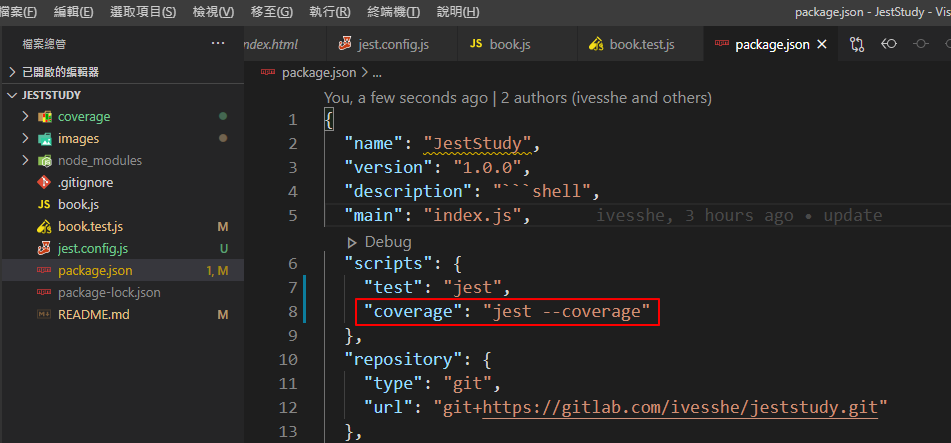 檔案(F) 編輯(E) 選取項目(S) 檢視(V) 移至(G) 執行(R) 終端機(T) 說明(H) package.json - JestStudy - Vis
檔案總管 ··· index.html jest.config.js JS book.js book.test.js package.json
已開啟的編輯器
package.json > ...
JESTSTUDY
coverage
images
node_modules
.gitignore
JS book.js
book.test.js M
jest.config.js U
package.json 1, M
package-lock.json
README.md M
You, a few seconds ago | 2 authors (ivesshe and others)
1 {
2 "name": "JestStudy",
3 "version": "1.0.0",
4 "description": "```shell",
5 "main": "index.js", ivesshe, 3 hours ago • update
Debug
6 "scripts": {
7 "test": "jest",
8 "coverage": "jest --coverage"
9 },
10 "repository": {
11 "type": "git",
12 "url": "git+https://gitlab.com/ivesshe/jeststudy.git"
13 },